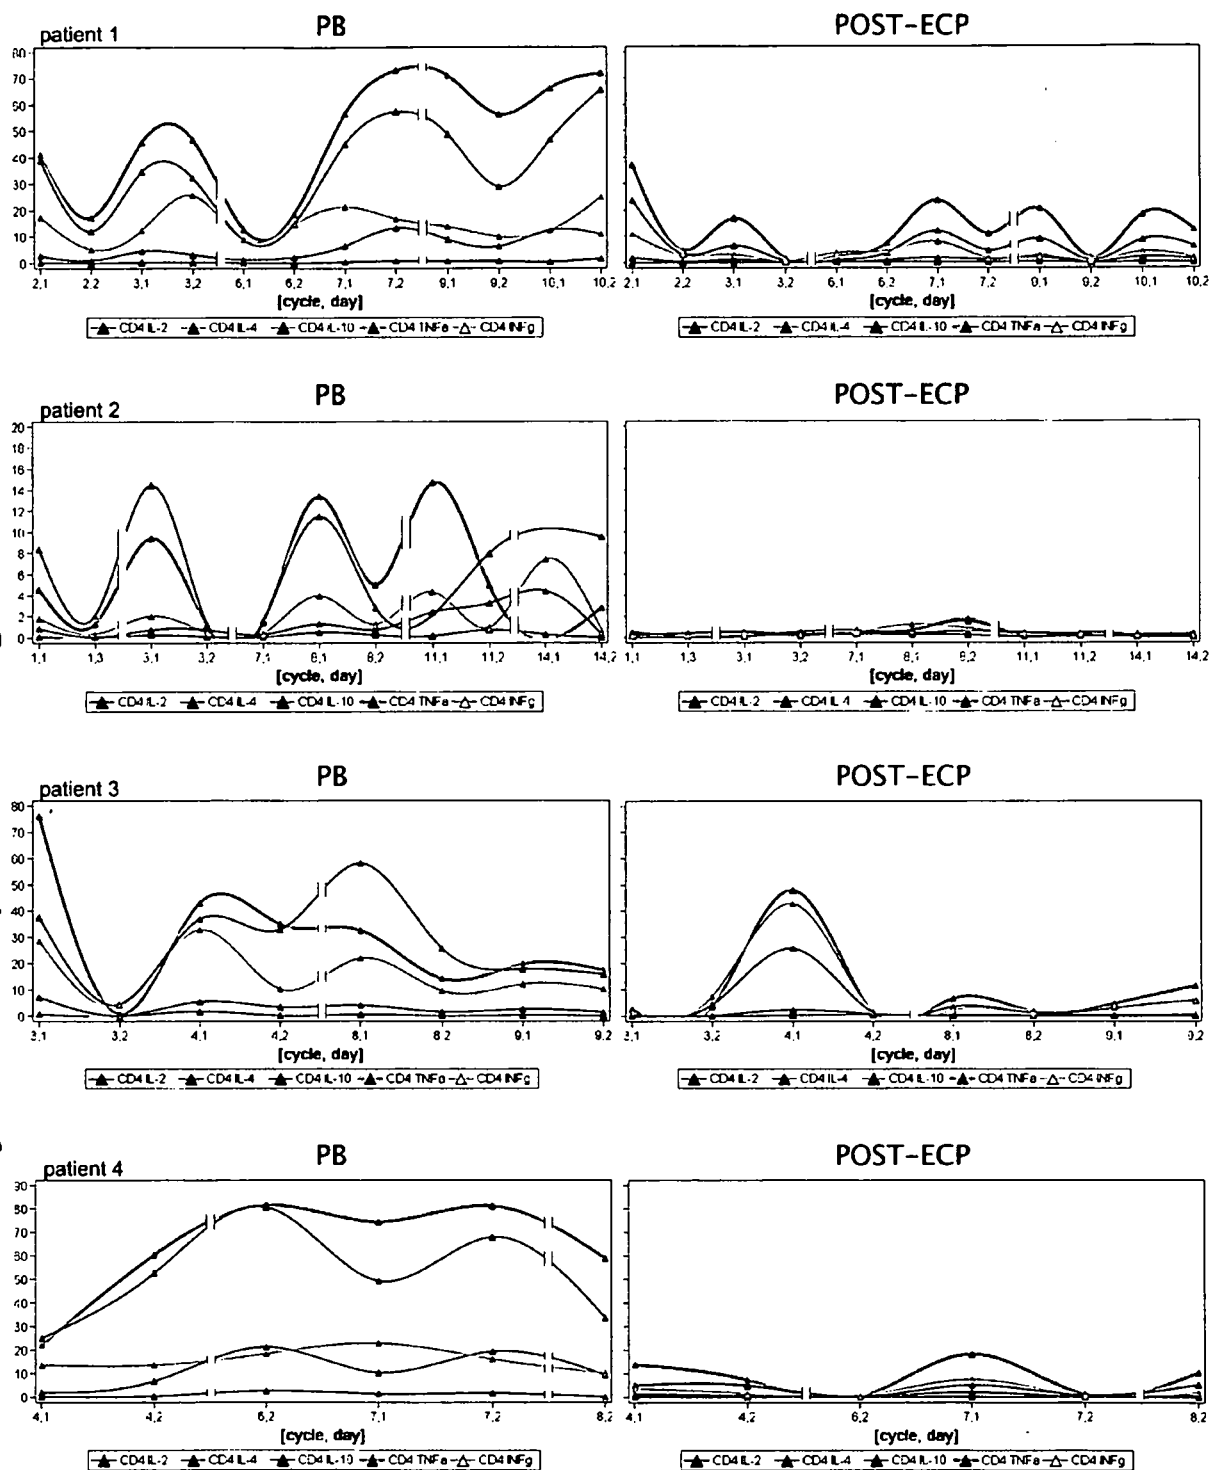 patient 1 PB POST-ECP
80
70
60
50
40
30
20
10
0
2,1 2,2 3,1 3,2 6,1 6,2 7,1 7,2 9,1 9,2 10,1 10,2
2,1 2,2 3,1 3,2 6,1 6,2 7,1 7,2 9,1 9,2 10,1 10,2
[cycle, day] [cycle, day]
CD4 IL-2 CD4 IL-4 CD4 IL-10 CD4 TNFa CD4 INFg
CD4 IL-2 CD4 IL-4 CD4 IL-10 CD4 TNFa CD4 INFg
patient 2 PB POST-ECP
20
18
16
14
12
10
8
6
4
2
0
1,1 1,3 3,1 3,2 7,1 8,1 8,2 11,1 11,2 14,1 14,2
1,1 1,3 3,1 3,2 7,1 8,1 8,2 11,1 11,2 14,1 14,2
[cycle, day] [cycle, day]
CD4 IL-2 CD4 IL-4 CD4 IL-10 CD4 TNFa CD4 INFg
CD4 IL-2 CD4 IL-4 CD4 IL-10 CD4 TNFa CD4 INFg
patient 3 PB POST-ECP
80
70
60
50
40
30
20
10
0
3,2 4,1 4,2 8,1 8,2 9,1 9,2
3,2 4,1 4,2 8,1 8,2 9,1 9,2
[cycle, day] [cycle, day]
CD4 IL-2 CD4 IL-4 CD4 IL-10 CD4 TNFa CD4 INFg
CD4 IL-2 CD4 IL-4 CD4 IL-10 CD4 TNFa CD4 INFg
patient 4 PB POST-ECP
90
80
70
60
50
40
30
20
10
0
4,1 4,2 6,2 7,1 7,2 8,2
4,1 4,2 6,2 7,1 7,2 8,2
[cycle, day] [cycle, day]
CD4 IL-2 CD4 IL-4 CD4 IL-10 CD4 TNFa CD4 INFg
CD4 IL-2 CD4 IL-4 CD4 IL-10 CD4 TNFa CD4 INFg